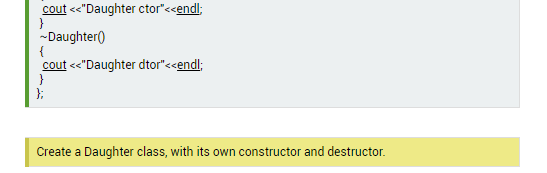 cout <<"Daughter ctor"<<endl;
}
~Daughter()
{
cout <<"Daughter dtor"<<endl;
}
};
Create a Daughter class, with its own constructor and destructor.